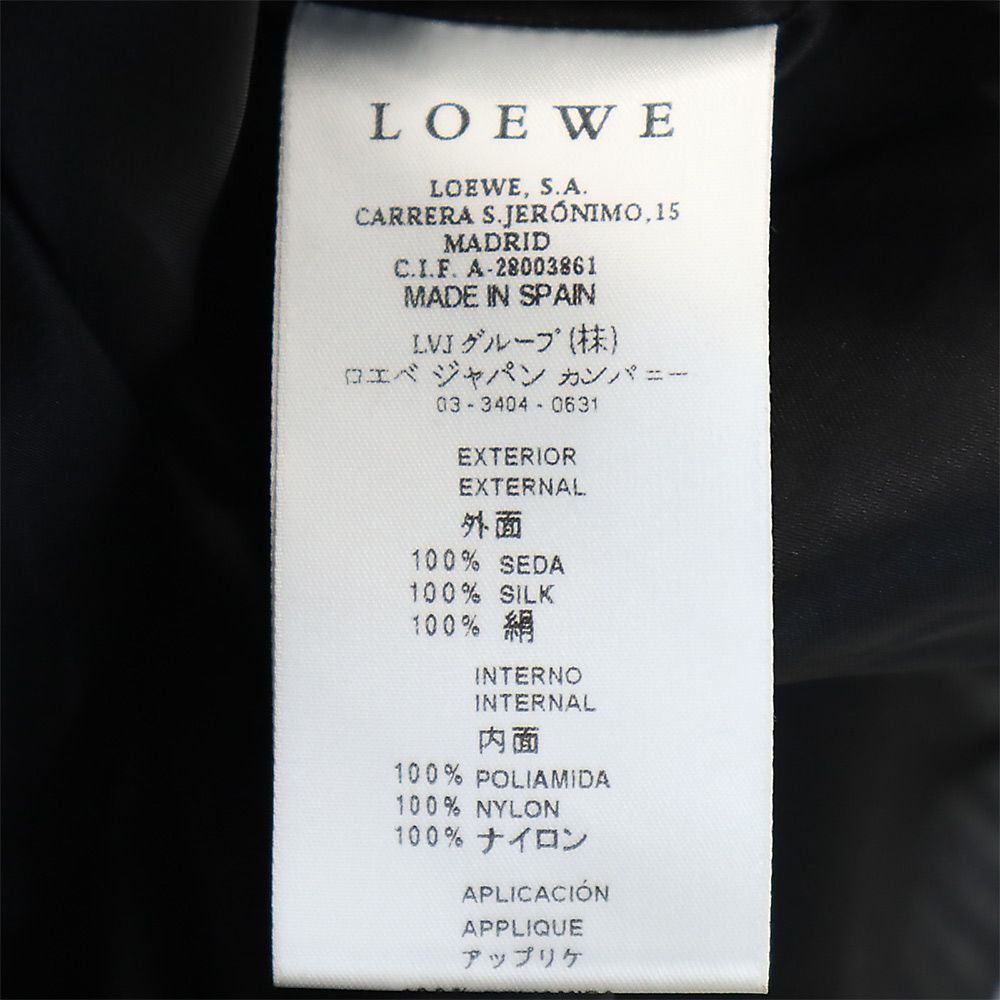 LOEWE
LOEWE, S.A.
CARRERA S.JERÓNIMO,15
MADRID
C.I.F. A-28003861
MADE IN SPAIN
LVJ グループ (株)
ロエベ ジャパン カンパニー
03-3404-0631
EXTERIOR
EXTERNAL
外面
100% SEDA
100% SILK
100% 絹
INTERNO
INTERNAL
内面
100% POLIAMIDA
100% NYLON
100% ナイロン
APLICACIÓN
APPLIQUE
アップリケ
100%